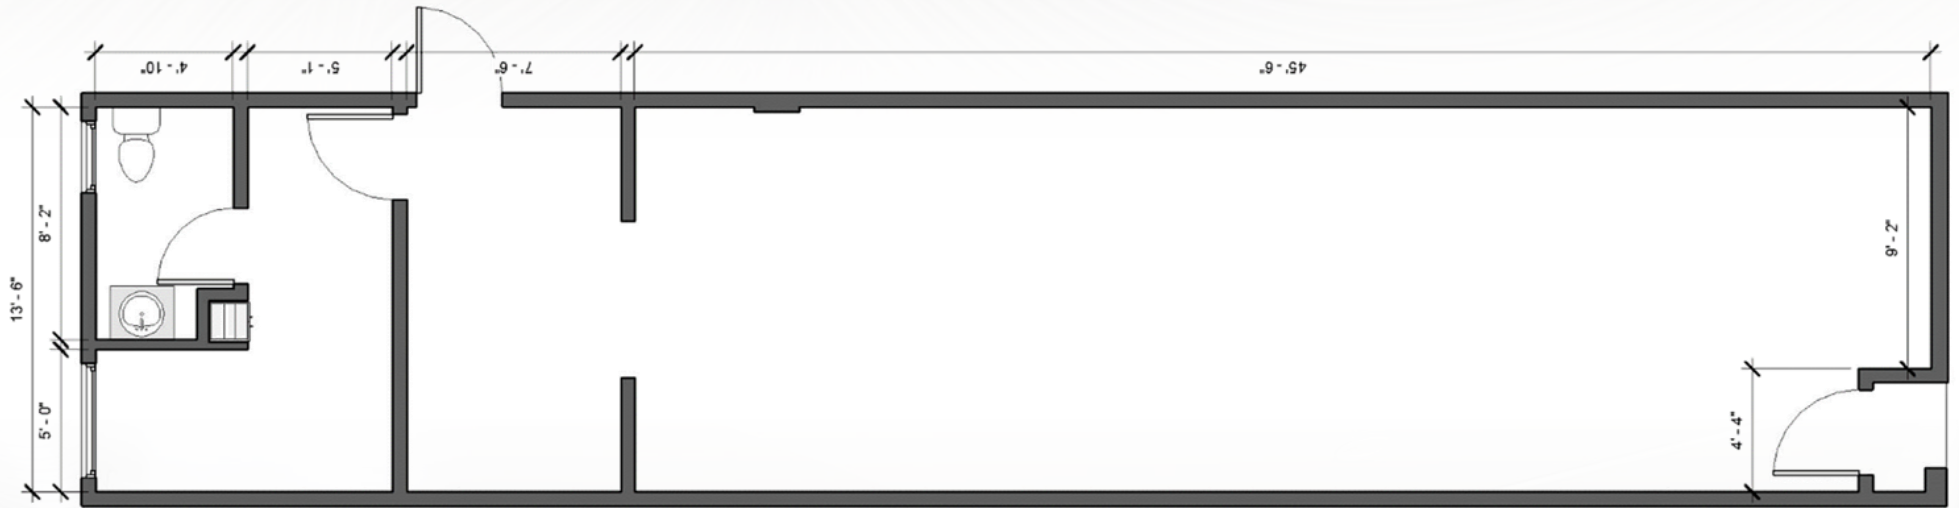 4' - 10"
5' - 1"
7' - 6"
45' - 6"
13' - 6"
8' - 2"
5' - 0"
9' - 2"
4' - 4"